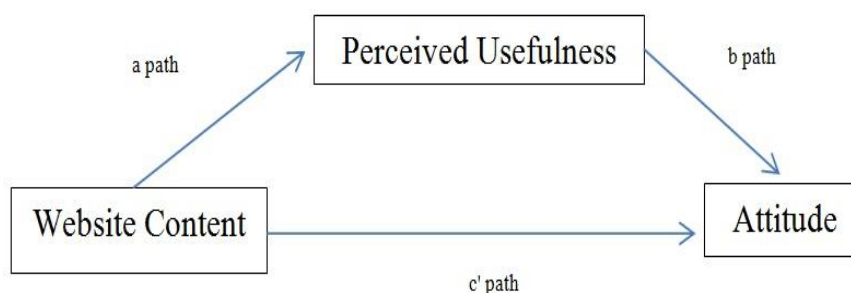 Perceived Usefulness
a path
b path
Website Content
Attitude
c' path